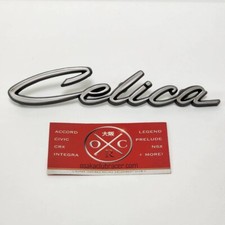 Celica
ACCORD
CIVIC
CRX
INTEGRA
大阪
O C
LEGEND
PRELUDE
NSX
+ MORE!